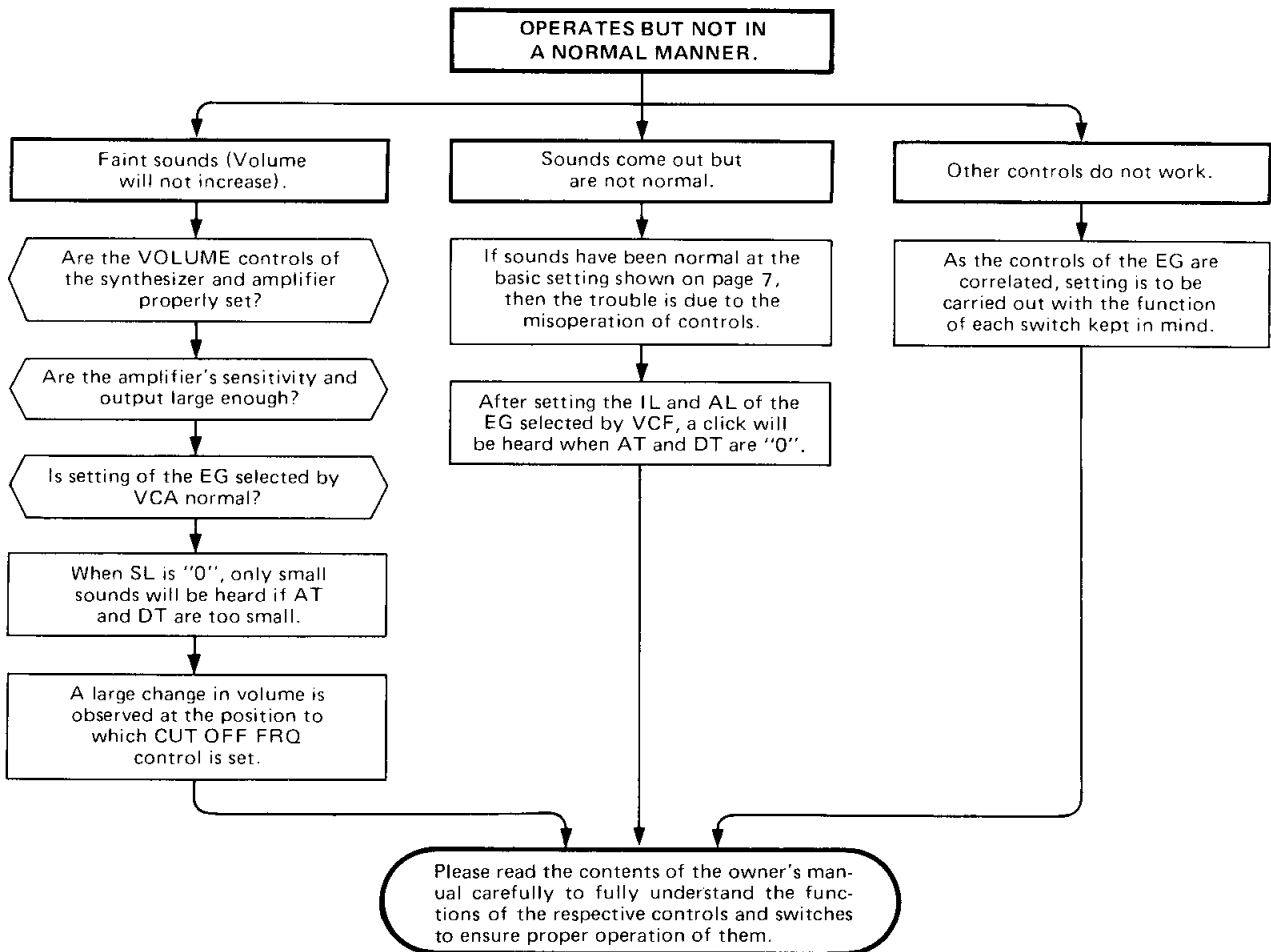 OPERATES BUT NOT IN
A NORMAL MANNER.
Faint sounds (Volume
will not increase).
Are the VOLUME controls of
the synthesizer and amplifier
properly set?
Are the amplifier's sensitivity and
output large enough?
Is setting of the EG selected by
VCA normal?
When SL is "0", only small
sounds will be heard if AT
and DT are too small.
A large change in volume is
observed at the position to
which CUT OFF FRQ
control is set.
Sounds come out but
are not normal.
If sounds have been normal at the
basic setting shown on page 7,
then the trouble is due to the
misoperation of controls.
After setting the IL and AL of the
EG selected by VCF, a click will
be heard when AT and DT are "0".
Other controls do not work.
As the controls of the EG are
correlated, setting is to be
carried out with the function
of each switch kept in mind.
Please read the contents of the owner's man-
ual carefully to fully understand the func-
tions of the respective controls and switches
to ensure proper operation of them.